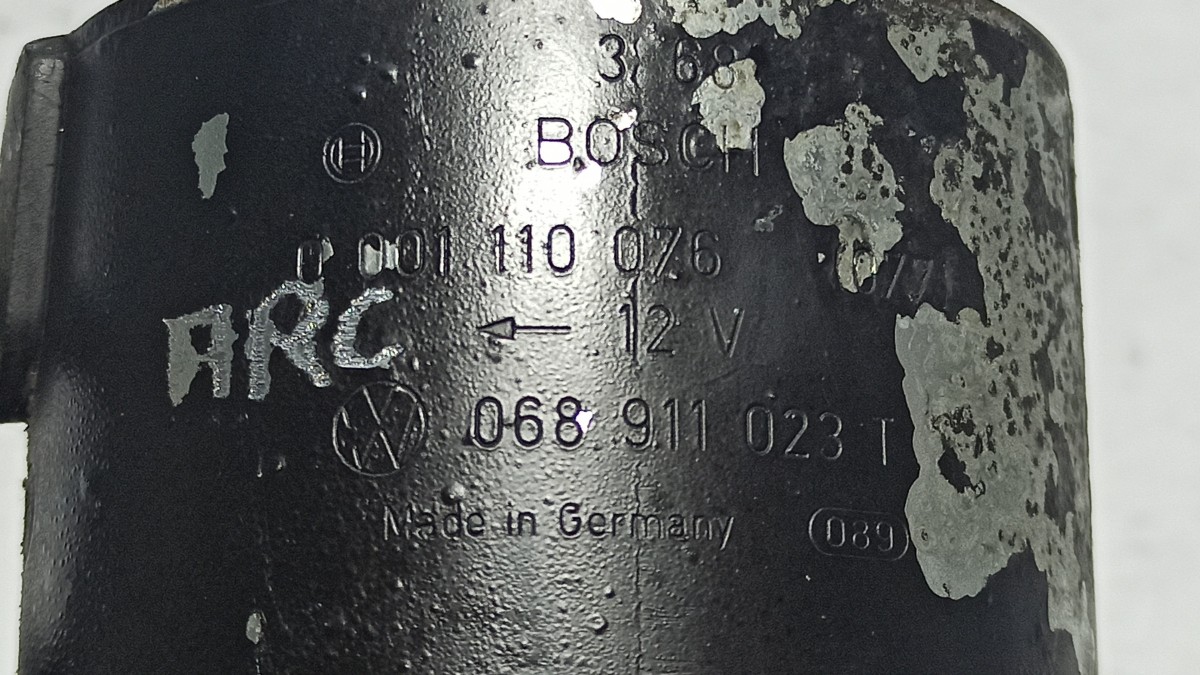 3 68
BOSCH
0 001 110 076
ARC
12 V
068 911 023 T
Made in Germany 089